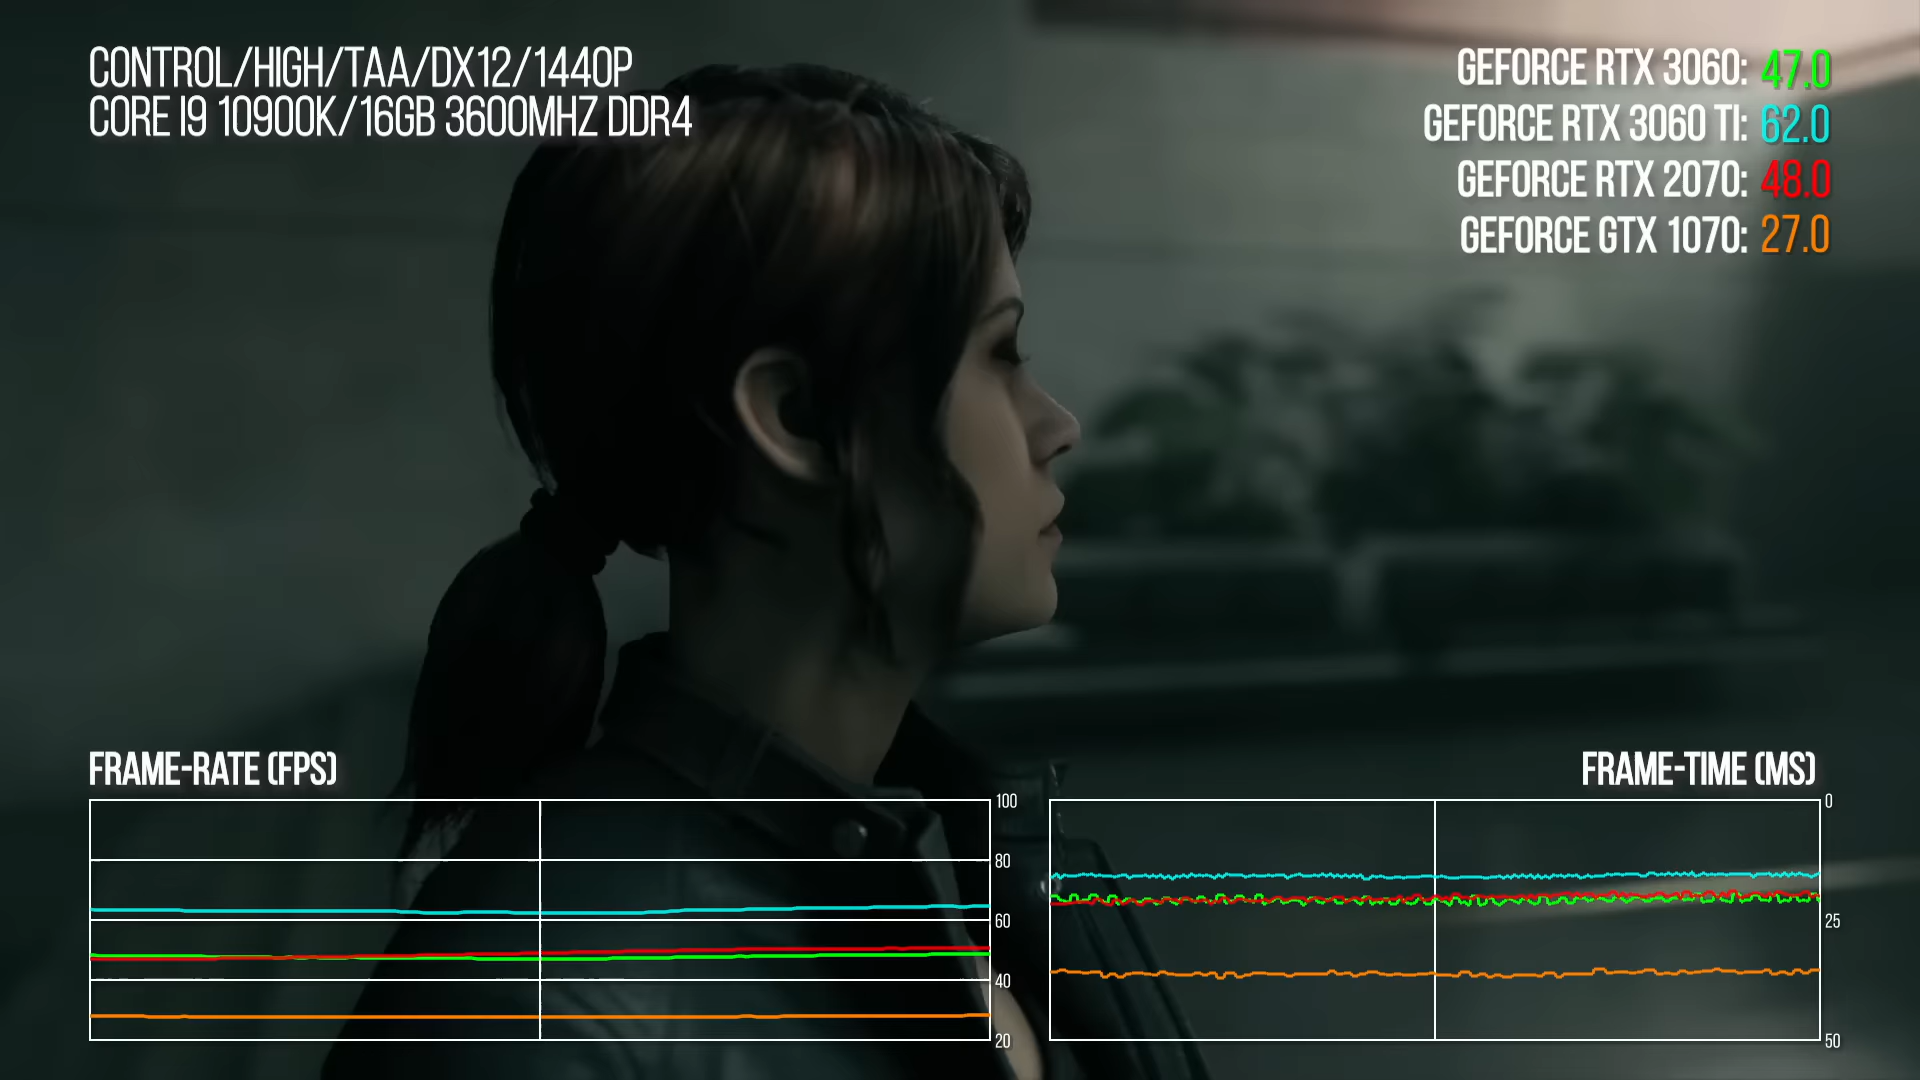 CONTROL/HIGH/TAA/DX12/1440P
CORE I9 10900K/16GB 3600MHZ DDR4
GEFORCE RTX 3060: 47.0
GEFORCE RTX 3060 TI: 62.0
GEFORCE RTX 2070: 48.0
GEFORCE GTX 1070: 27.0
FRAME-RATE (FPS)
100
80
60
40
20
FRAME-TIME (MS)
0
25
50